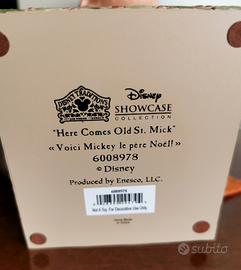 DISNEY TRADITIONS
Disney
SHOWCASE
COLLECTION
"Here Comes Old St. Mick"
« Voici Mickey le père Noël! »
6008978
© Disney
Produced by Enesco, LLC.
6008978
Not A Toy. For Decorative Use Only.
subito